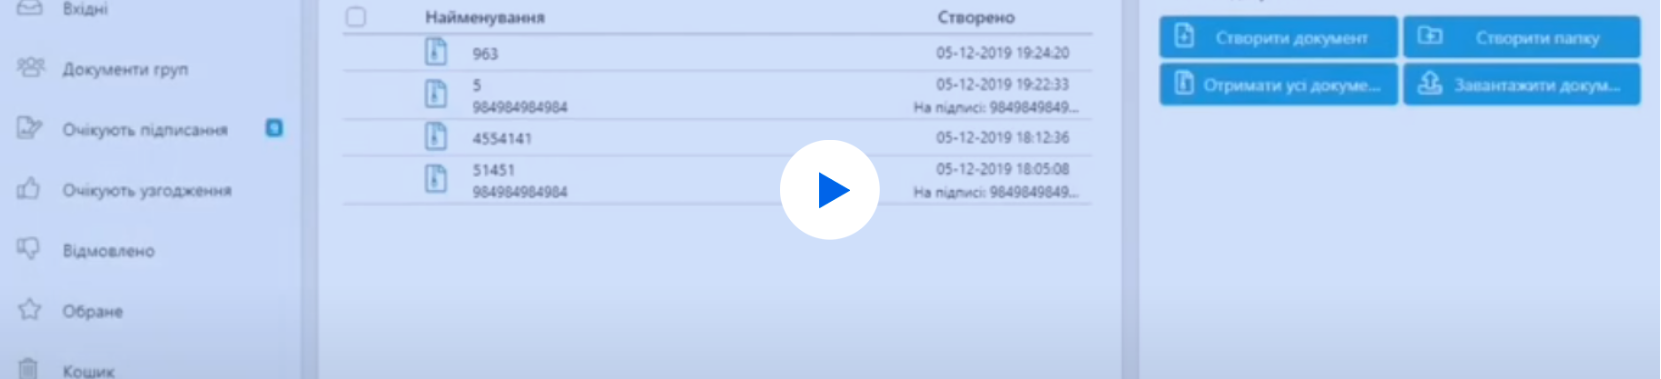 Вхідні
Документи груп
Очікують підписання 9
Очікують узгодження
Відмовлено
Обране
Кошик
Найменування Створено
963 05-12-2019 19:24:20
5 05-12-2019 19:22:33
984984984984 На підписі: 9849849849...
4554141 05-12-2019 18:12:36
51451 05-12-2019 18:05:08
984984984984 На підписі: 9849849849...
Створити документ Створити папку
Отримати усі докуме... Завантажити докум...